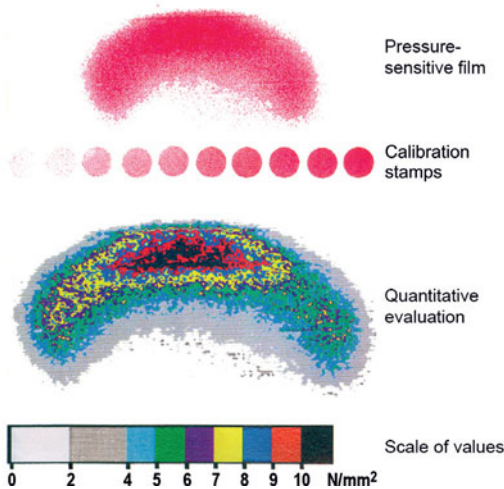 Pressure-
sensitive film
Calibration
stamps
Quantitative
evaluation
Scale of values
0 2 4 5 6 7 8 9 10 N/mm²